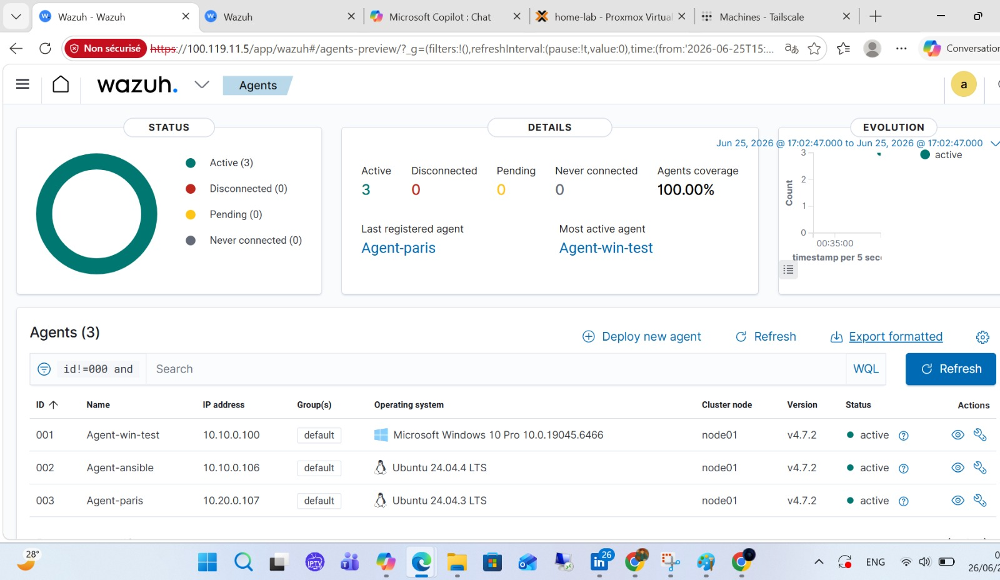 Wazuh - Wazuh
Wazuh
Microsoft Copilot : Chat
home-lab - Proxmox Virtual
Machines - Tailscale
Non sécurisé
https://100.119.11.5/app/wazuh#/agents-preview/?_g=(filters:!(),refreshInterval:(pause:!t,value:0),time:(from:'2026-06-25T15:...
Conversation
wazuh.
Agents
a
STATUS
Active (3)
Disconnected (0)
Pending (0)
Never connected (0)
DETAILS
Active Disconnected Pending Never connected Agents coverage
3 0 0 0 100.00%
Last registered agent Most active agent
Agent-paris Agent-win-test
EVOLUTION
Jun 25, 2026 @ 17:02:47.000 to Jun 25, 2026 @ 17:02:47.000
active
3
2
1
0
Count
00:35:00
timestamp per 5 sec
Agents (3)
Deploy new agent
Refresh
Export formatted
id!=000 and
Search
WQL
Refresh
ID Name IP address Group(s) Operating system Cluster node Version Status Actions
001 Agent-win-test 10.10.0.100 default Microsoft Windows 10 Pro 10.0.19045.6466 node01 v4.7.2 active
002 Agent-ansible 10.10.0.106 default Ubuntu 24.04.4 LTS node01 v4.7.2 active
003 Agent-paris 10.20.0.107 default Ubuntu 24.04.3 LTS node01 v4.7.2 active
28°
IPTV
26
ENG
26/06/2